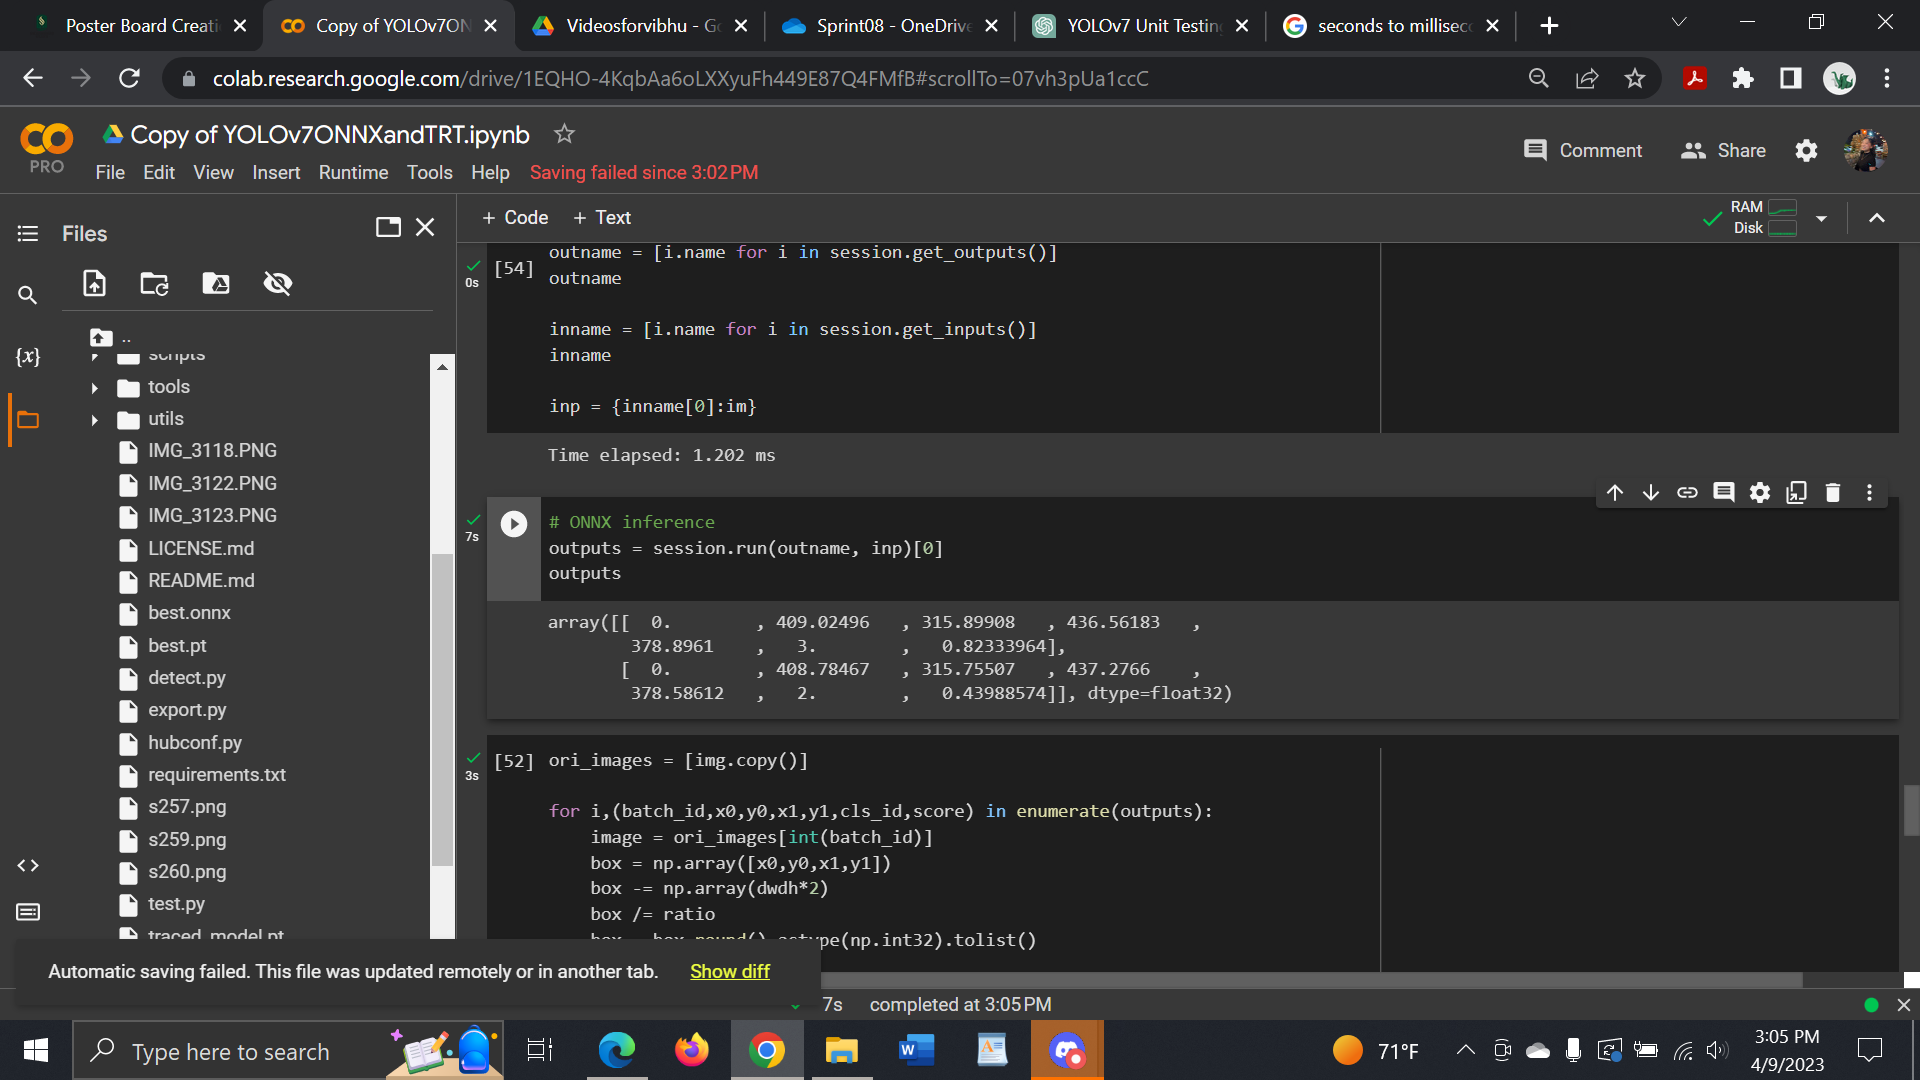 Poster Board Creati
Copy of YOLOv7ON
Videosforvibhu - Go
Sprint08 - OneDrive
YOLOv7 Unit Testing
seconds to millisec
colab.research.google.com/drive/1EQHO-4KqbAa6oLXXyuFh449E87Q4FMfB#scrollTo=07vh3pUa1ccC
Copy of YOLOv7ONNXandTRT.ipynb
PRO
File Edit View Insert Runtime Tools Help Saving failed since 3:02 PM
Comment
Share
Files
+ Code + Text
RAM
Disk
{x}
..
scripts
tools
utils
IMG_3118.PNG
IMG_3122.PNG
IMG_3123.PNG
LICENSE.md
README.md
best.onnx
best.pt
detect.py
export.py
hubconf.py
requirements.txt
s257.png
s259.png
s260.png
test.py
traced_model.pt
0s
[54]
outname = [i.name for i in session.get_outputs()]
outname
inname = [i.name for i in session.get_inputs()]
inname
inp = {inname[0]:im}
Time elapsed: 1.202 ms
7s
# ONNX inference
outputs = session.run(outname, inp)[0]
outputs
array([[ 0. , 409.02496 , 315.89908 , 436.56183 ,
378.8961 , 3. , 0.82333964],
[ 0. , 408.78467 , 315.75507 , 437.2766 ,
378.58612 , 2. , 0.43988574]], dtype=float32)
3s
[52] ori_images = [img.copy()]
for i,(batch_id,x0,y0,x1,y1,cls_id,score) in enumerate(outputs):
image = ori_images[int(batch_id)]
box = np.array([x0,y0,x1,y1])
box -= np.array(dwdh*2)
box /= ratio
box = box.round().astype(np.int32).tolist()
Automatic saving failed. This file was updated remotely or in another tab. Show diff
7s completed at 3:05 PM
Type here to search
71°F
3:05 PM
4/9/2023